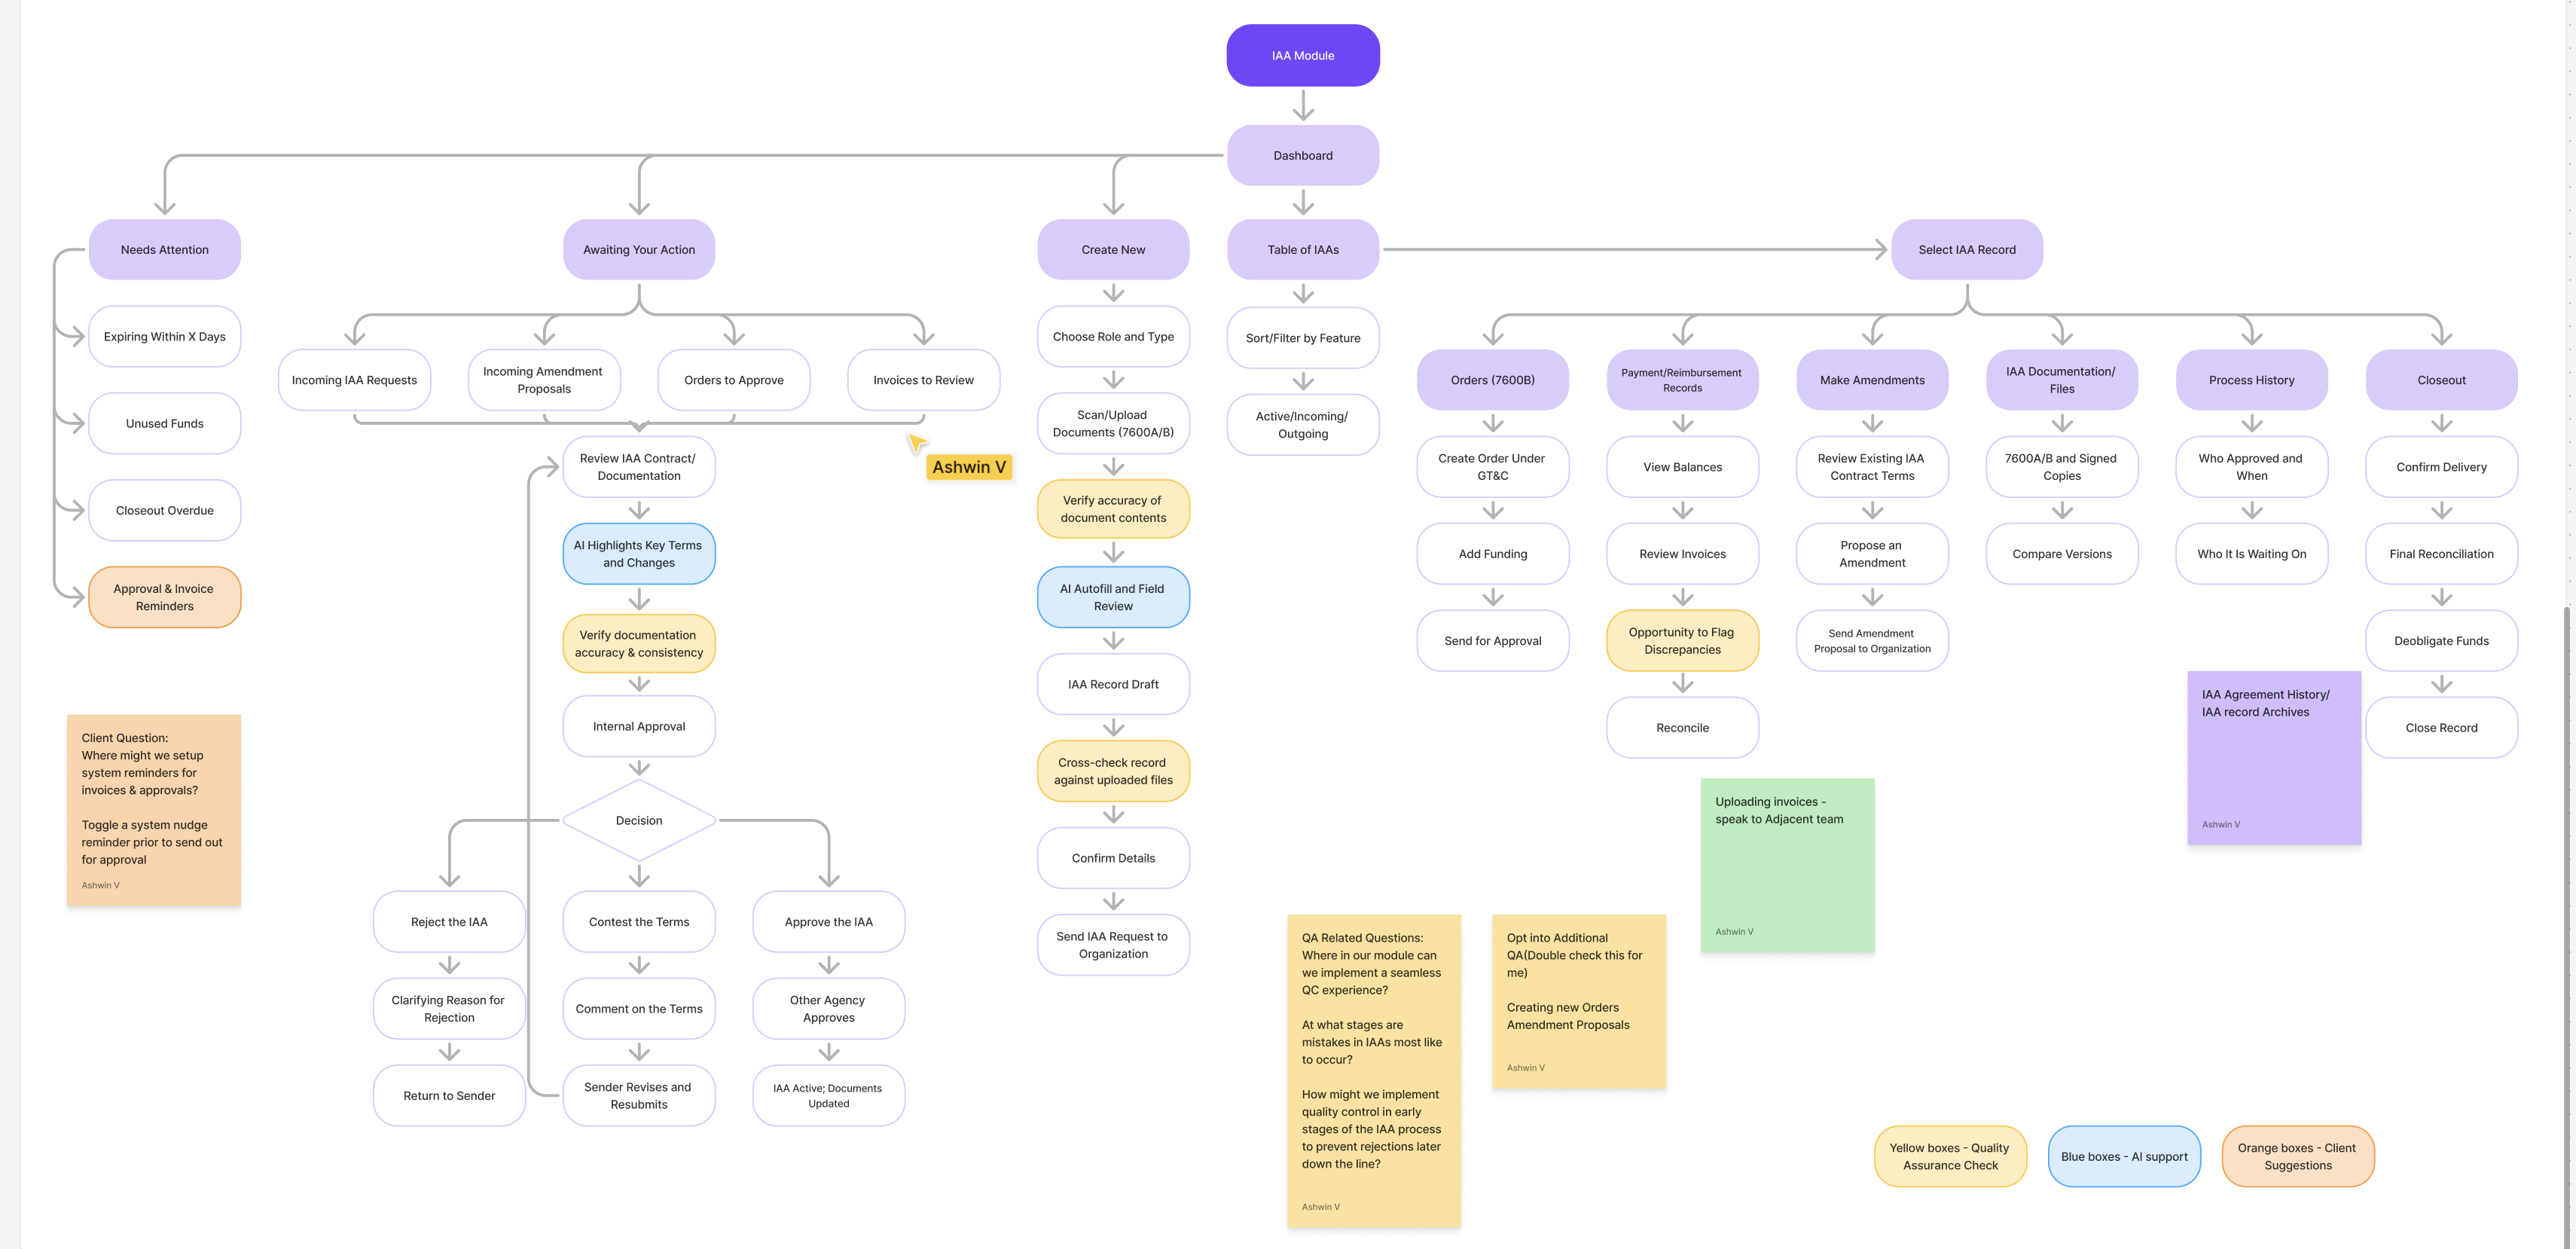 IAA Module
Dashboard
Needs Attention
Awaiting Your Action
Create New
Table of IAAs
Select IAA Record
Expiring Within X Days
Unused Funds
Closeout Overdue
Approval & Invoice
Reminders
Client Question:
Where might we setup
system reminders for
invoices & approvals?
Toggle a system nudge
reminder prior to send out
for approval
Ashwin V
Incoming IAA Requests
Incoming Amendment
Proposals
Orders to Approve
Invoices to Review
Ashwin V
Review IAA Contract/
Documentation
AI Highlights Key Terms
and Changes
Verify documentation
accuracy & consistency
Internal Approval
Decision
Reject the IAA
Clarifying Reason for
Rejection
Return to Sender
Contest the Terms
Comment on the Terms
Sender Revises and
Resubmits
Approve the IAA
Other Agency
Approves
IAA Active; Documents
Updated
Choose Role and Type
Scan/Upload
Documents (7600A/B)
Verify accuracy of
document contents
AI Autofill and Field
Review
IAA Record Draft
Cross-check record
against uploaded files
Confirm Details
Send IAA Request to
Organization
Sort/Filter by Feature
Active/Incoming/
Outgoing
Orders (7600B)
Create Order Under
GT&C
Add Funding
Send for Approval
Payment/Reimbursement
Records
View Balances
Review Invoices
Opportunity to Flag
Discrepancies
Reconcile
Make Amendments
Review Existing IAA
Contract Terms
Propose an
Amendment
Send Amendment
Proposal to Organization
IAA Documentation/
Files
7600A/B and Signed
Copies
Compare Versions
Process History
Who Approved and
When
Who It Is Waiting On
Closeout
Confirm Delivery
Final Reconciliation
Deobligate Funds
Close Record
IAA Agreement History/
IAA record Archives
Ashwin V
Uploading invoices -
speak to Adjacent team
Ashwin V
QA Related Questions:
Where in our module can
we implement a seamless
QC experience?
At what stages are
mistakes in IAAs most like
to occur?
How might we implement
quality control in early
stages of the IAA process
to prevent rejections later
down the line?
Ashwin V
Opt into Additional
QA(Double check this for
me)
Creating new Orders
Amendment Proposals
Ashwin V
Yellow boxes - Quality
Assurance Check
Blue boxes - AI support
Orange boxes - Client
Suggestions